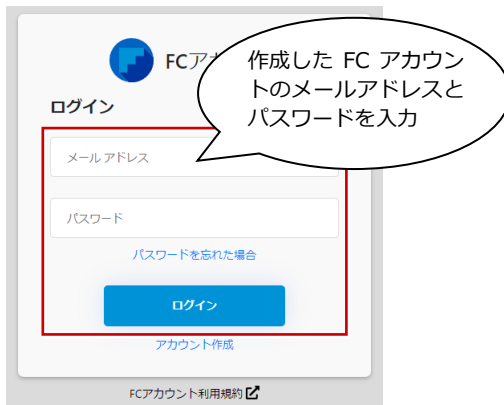 FCア
作成した FC アカウン
トのメールアドレスと
パスワードを入力
ログイン
メール アドレス
パスワード
パスワードを忘れた場合
ログイン
アカウント作成
FCアカウント利用規約